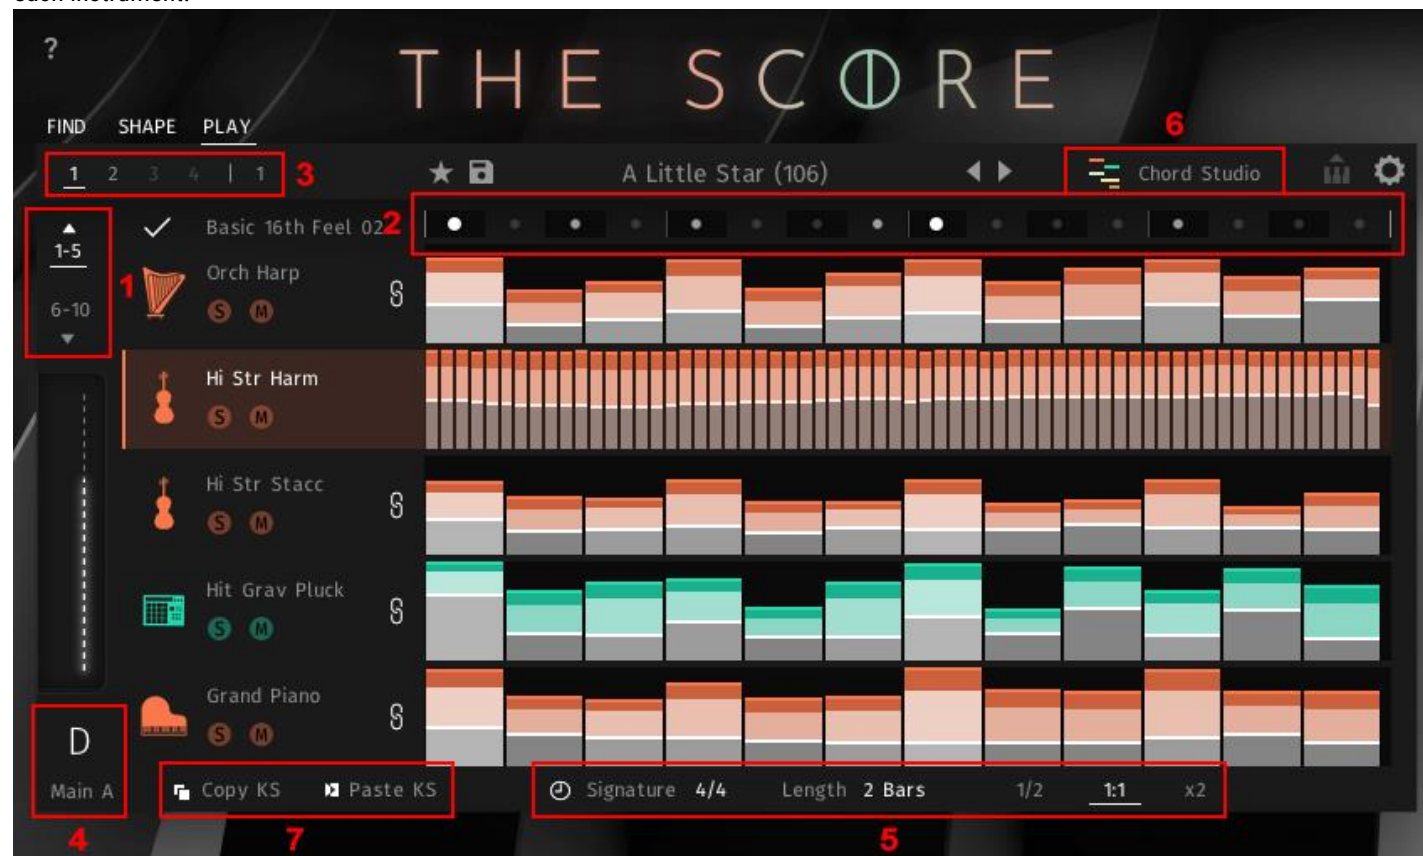 ?
THE SCORE
FIND SHAPE PLAY
6
1 2 3 4 | 1
3
A Little Star (106)
Chord Studio
1-5
Basic 16th Feel 02
2
1
Orch Harp
6-10
S M
Hi Str Harm
S M
Hi Str Stacc
S M
Hit Grav Pluck
S M
Grand Piano
S M
D
Main A
Copy KS Paste KS
Signature 4/4 Length 2 Bars 1/2 1:1 x2
4 7 5